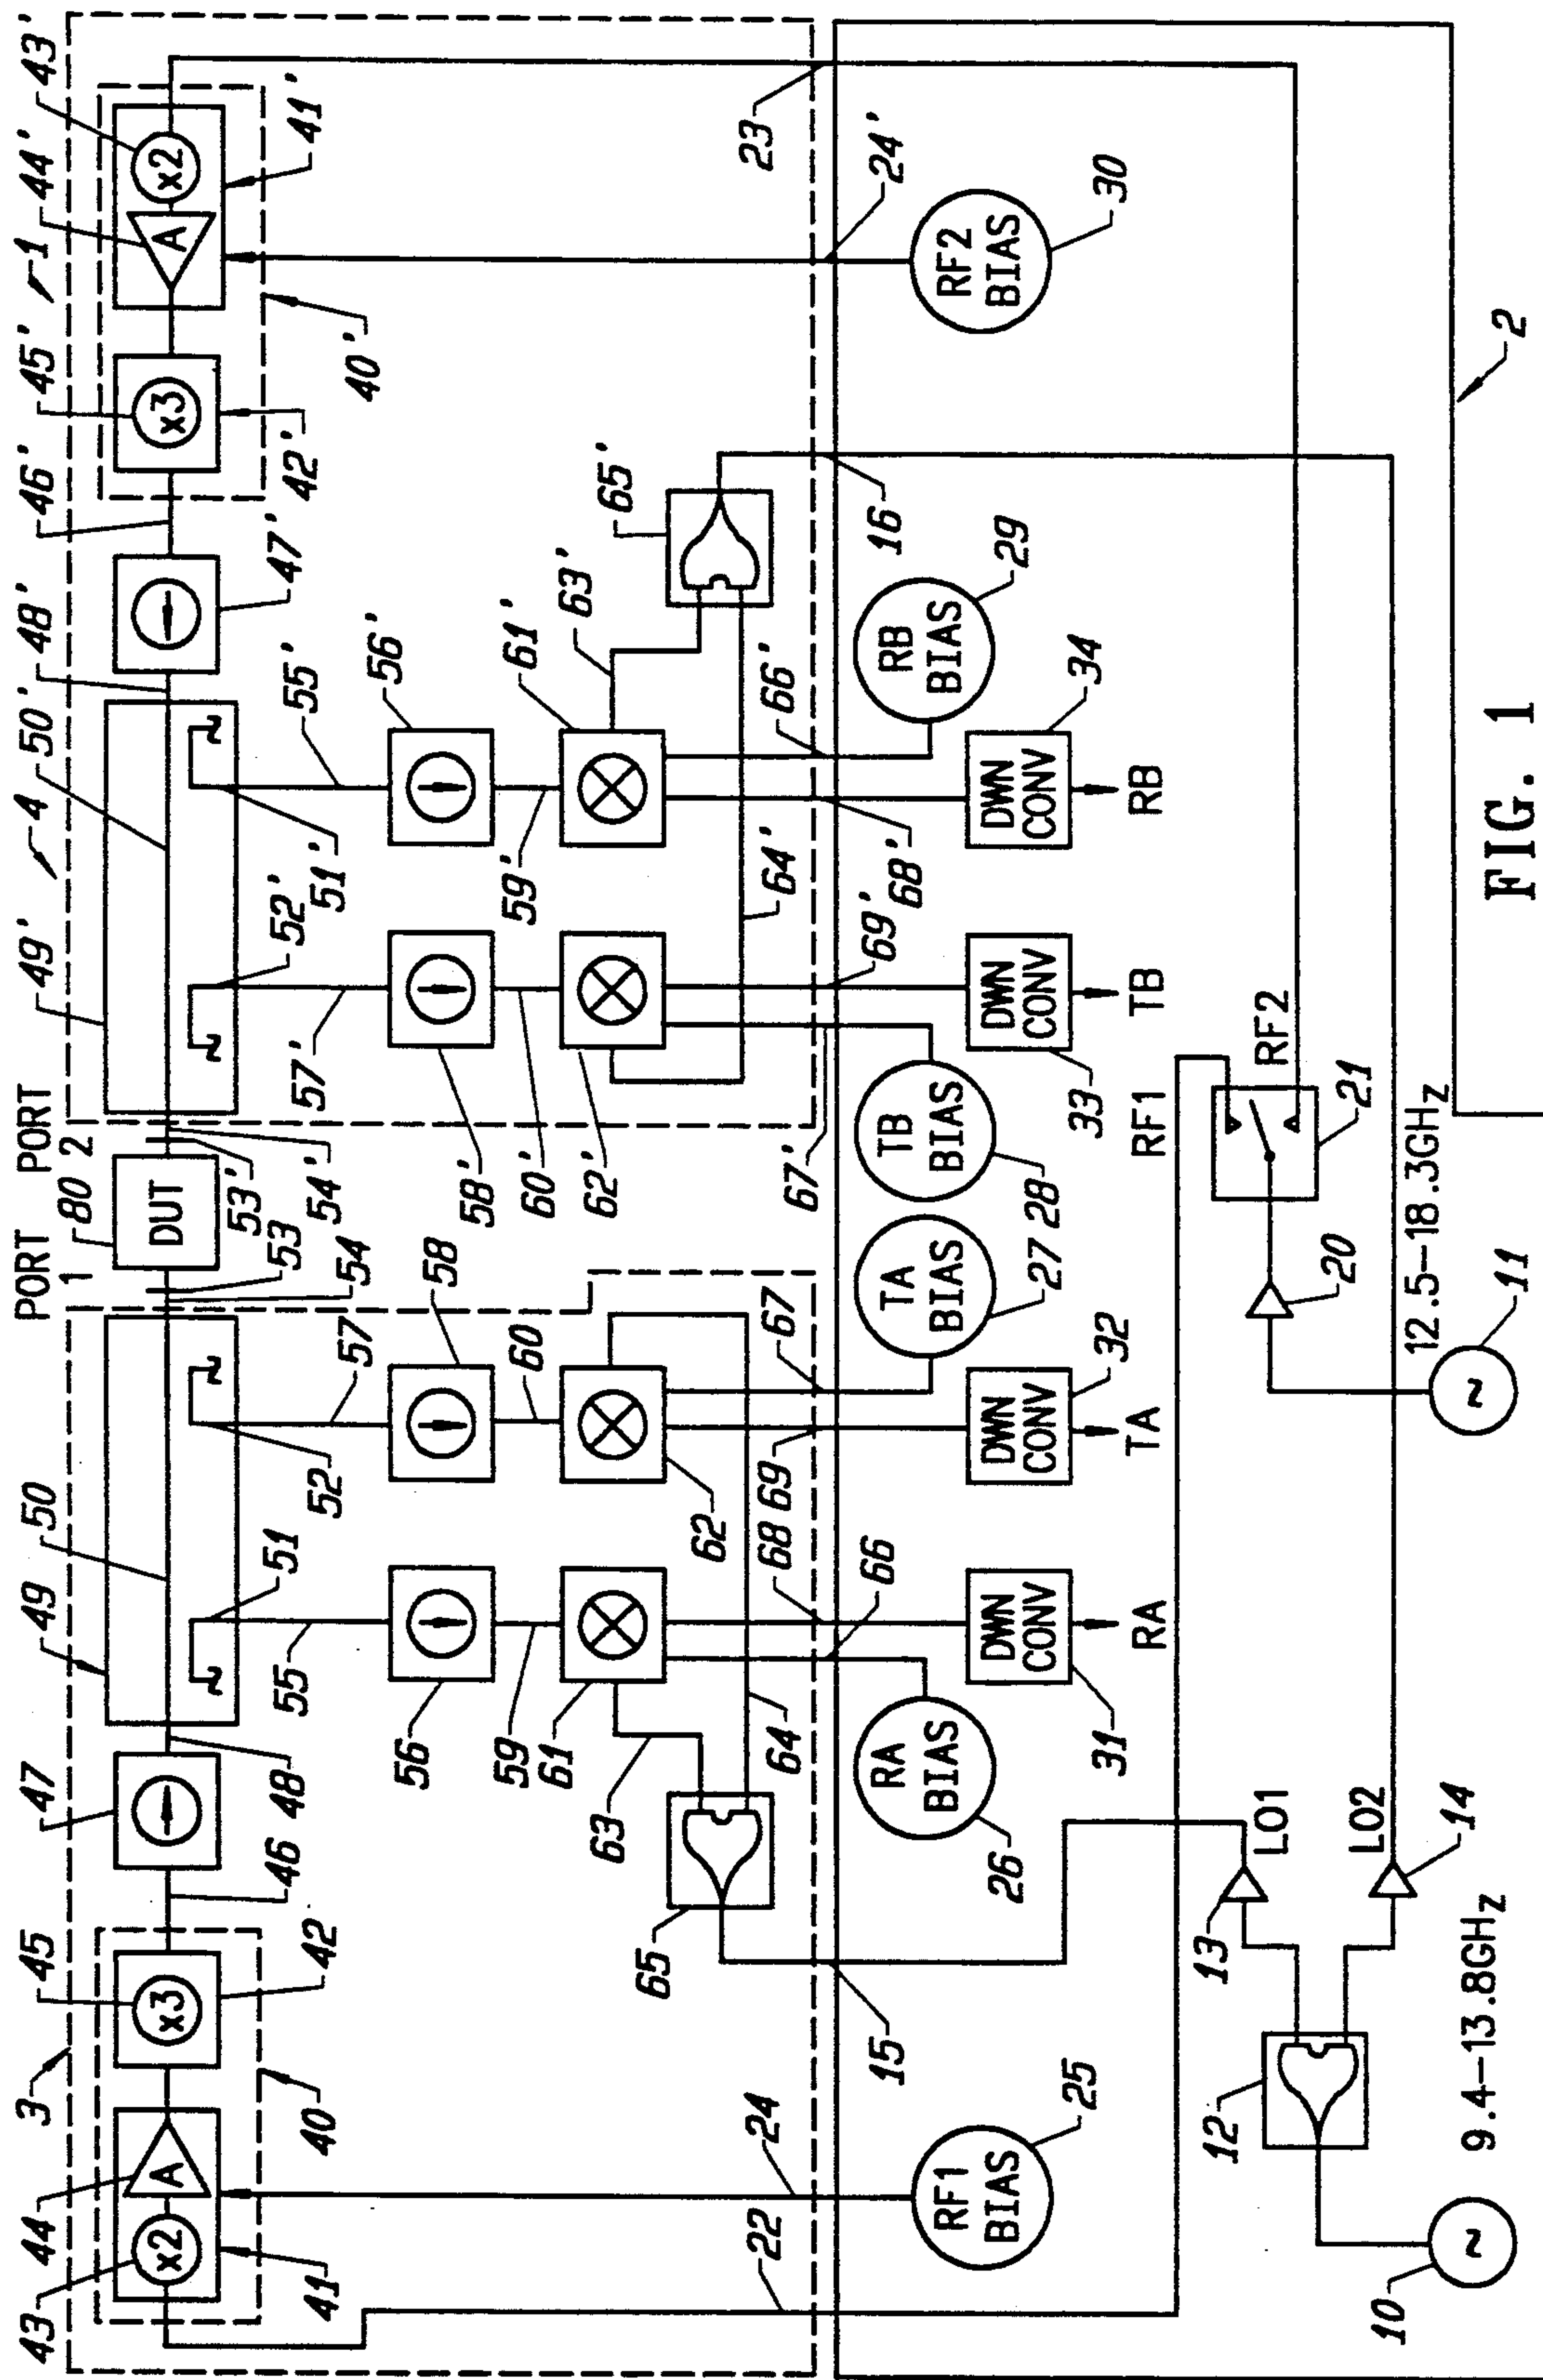 43
44
3
45
47
49
50
PORT 1
80
PORT 2
49'
4
50'
48'
46'
45'
1
44'
43'
x2
A
x3
DUT
x3
A
x2
41
40
42
46
48
55
51
52
57
53
54
53'
54'
57'
52'
51'
55'
47'
42'
40'
41'
56
58
58'
56'
59
60
60'
59'
61
62
62'
61'
63
63'
65
65'
64
64'
22
24
15
68
66
69
67
67'
69'
68'
66'
16
24'
23
RF1 BIAS
25
RA BIAS
26
TA BIAS
27
TB BIAS
28
RB BIAS
29
RF2 BIAS
30
DWN CONV
31
DWN CONV
32
DWN CONV
33
DWN CONV
34
RA
TA
TB
RB
RF1
RF2
21
20
12
13
14
LO1
LO2
10
9.4-13.8GHz
11
12.5-18.3GHz
2
FIG. 1